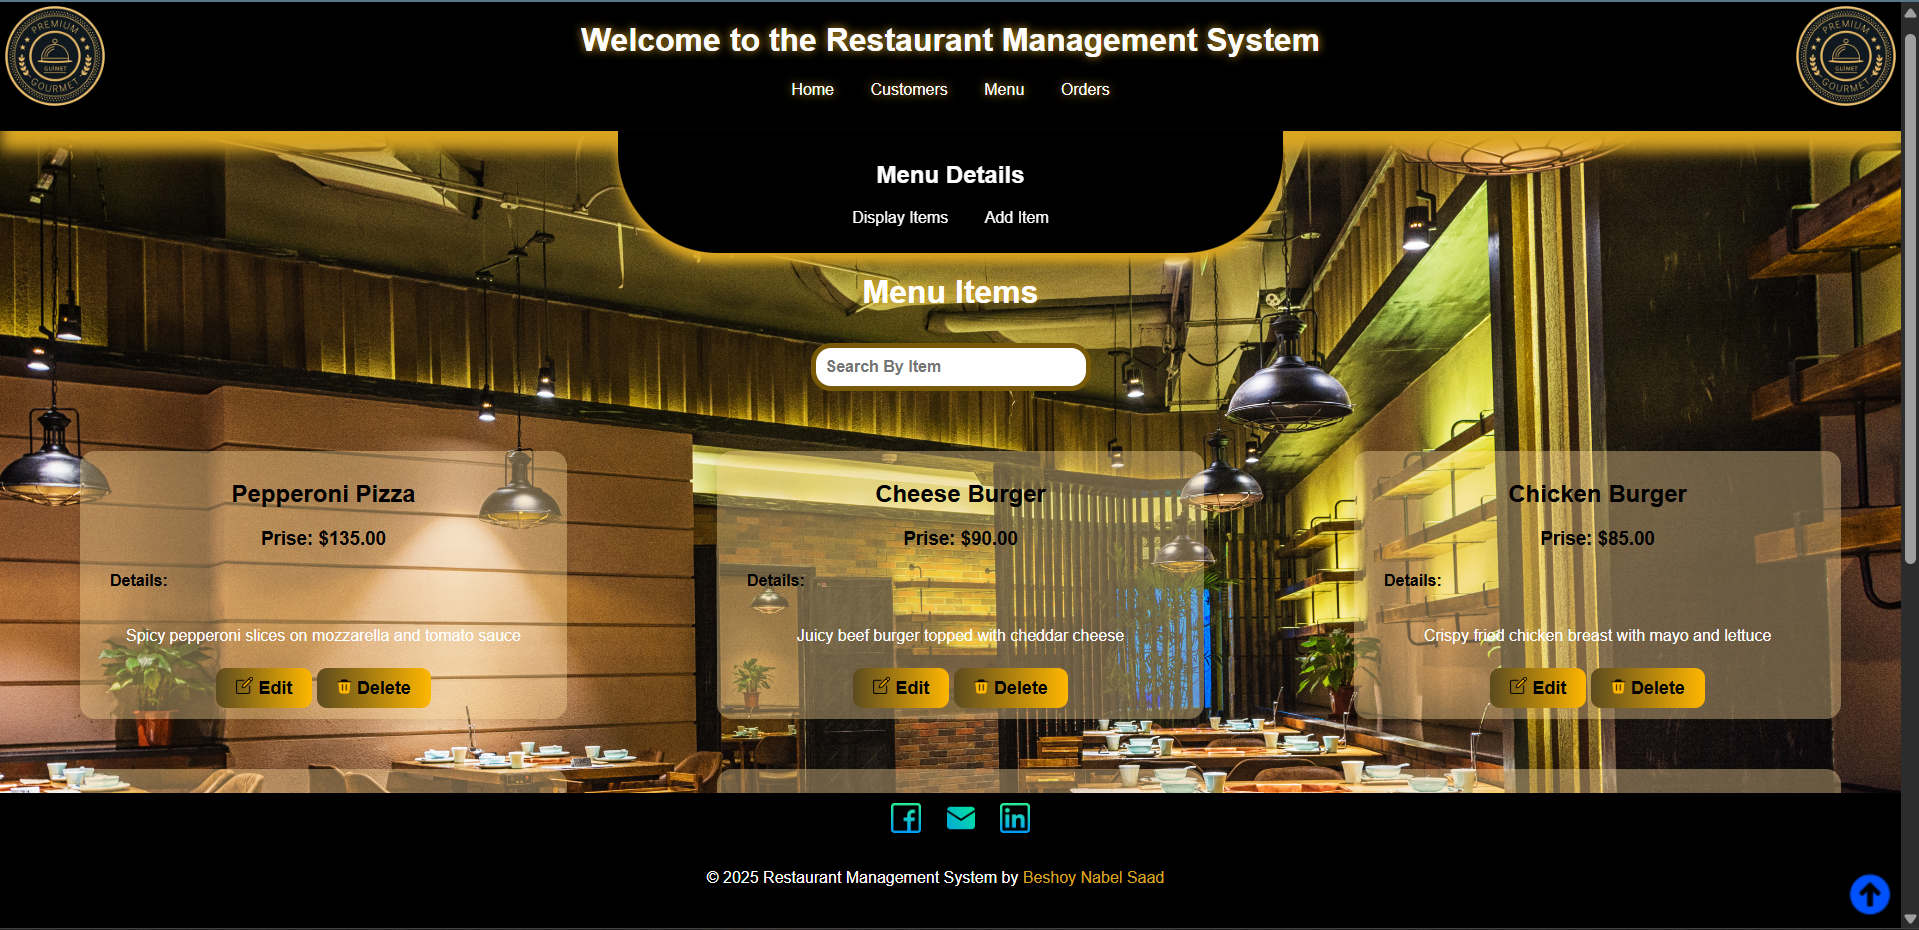 PREMIUM
GUIMET
GOURMET
Welcome to the Restaurant Management System
PREMIUM
GUIMET
GOURMET
Home Customers Menu Orders
Menu Details
Display Items Add Item
Menu Items
Search By Item
Pepperoni Pizza
Prise: $135.00
Details:
Spicy pepperoni slices on mozzarella and tomato sauce
Edit Delete
Cheese Burger
Prise: $90.00
Details:
Juicy beef burger topped with cheddar cheese
Edit Delete
Chicken Burger
Prise: $85.00
Details:
Crispy fried chicken breast with mayo and lettuce
Edit Delete
© 2025 Restaurant Management System by Beshoy Nabel Saad